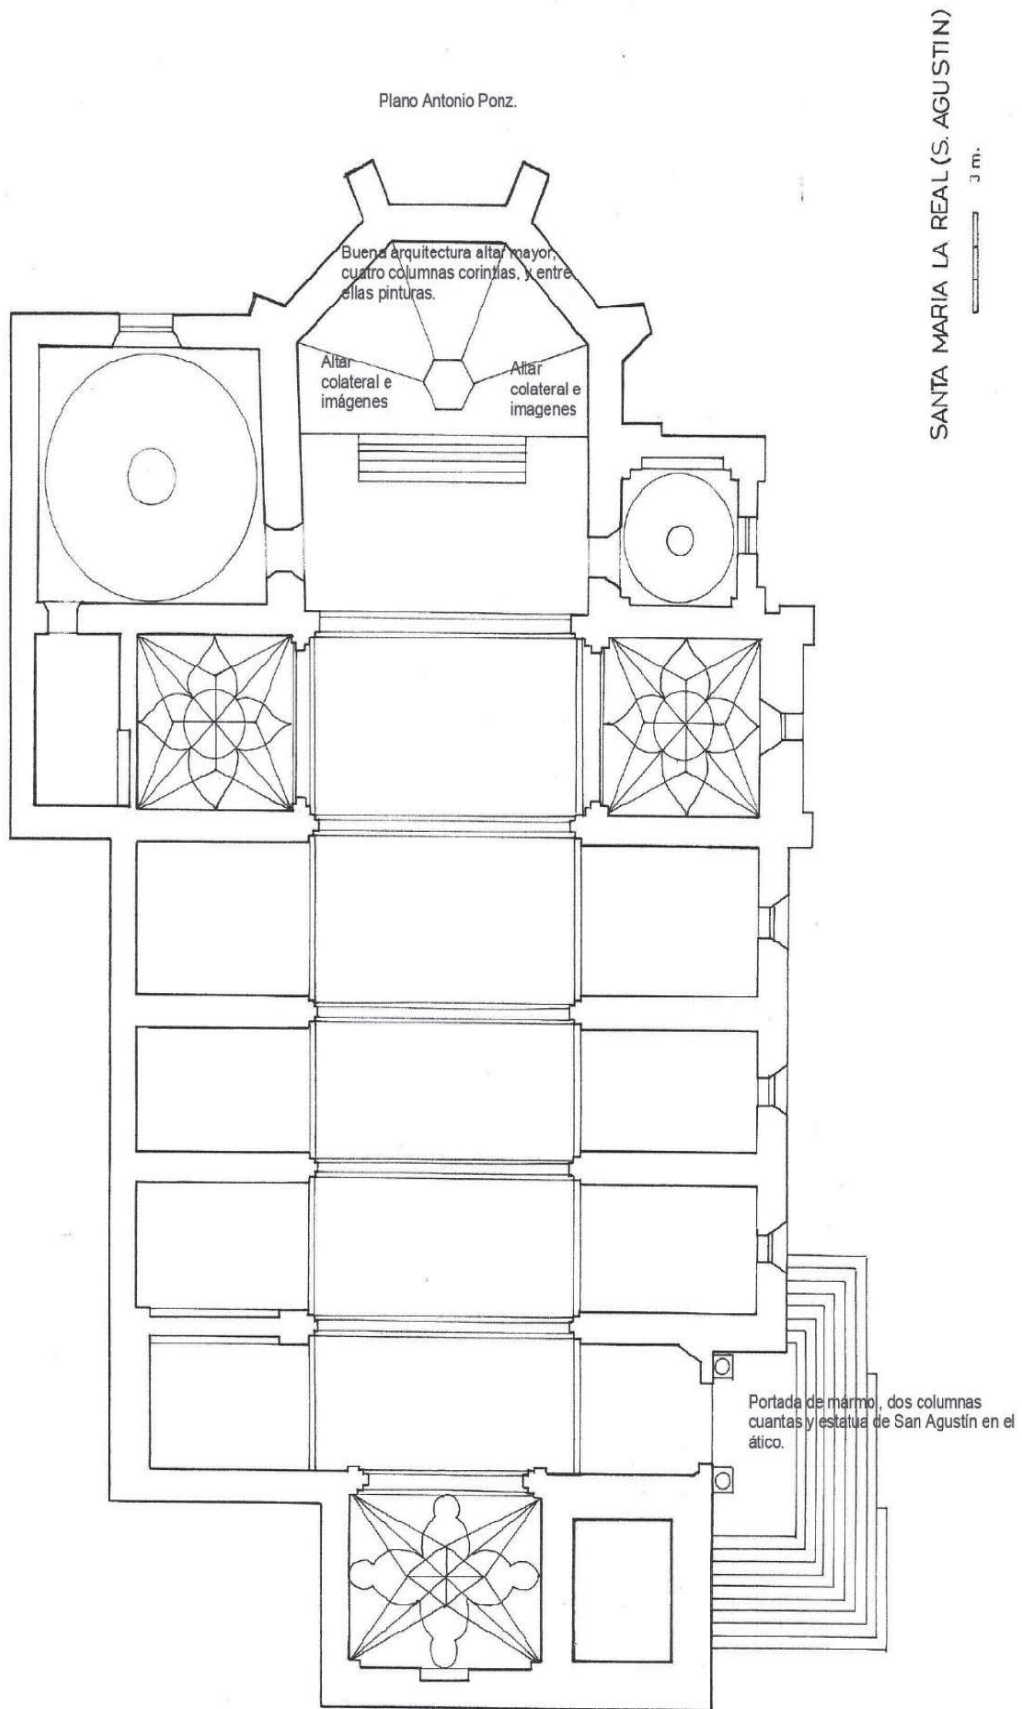 Plano Antonio Ponz.
SANTA MARIA LA REAL (S. AGUSTIN)
3 m.
Buena arquitectura altar mayor,
cuatro columnas corintias, y entre
ellas pinturas.
Altar
colateral e
imágenes
Altar
colateral e
imagenes
Portada de mármol, dos columnas
cuantas y estatua de San Agustín en el
ático.